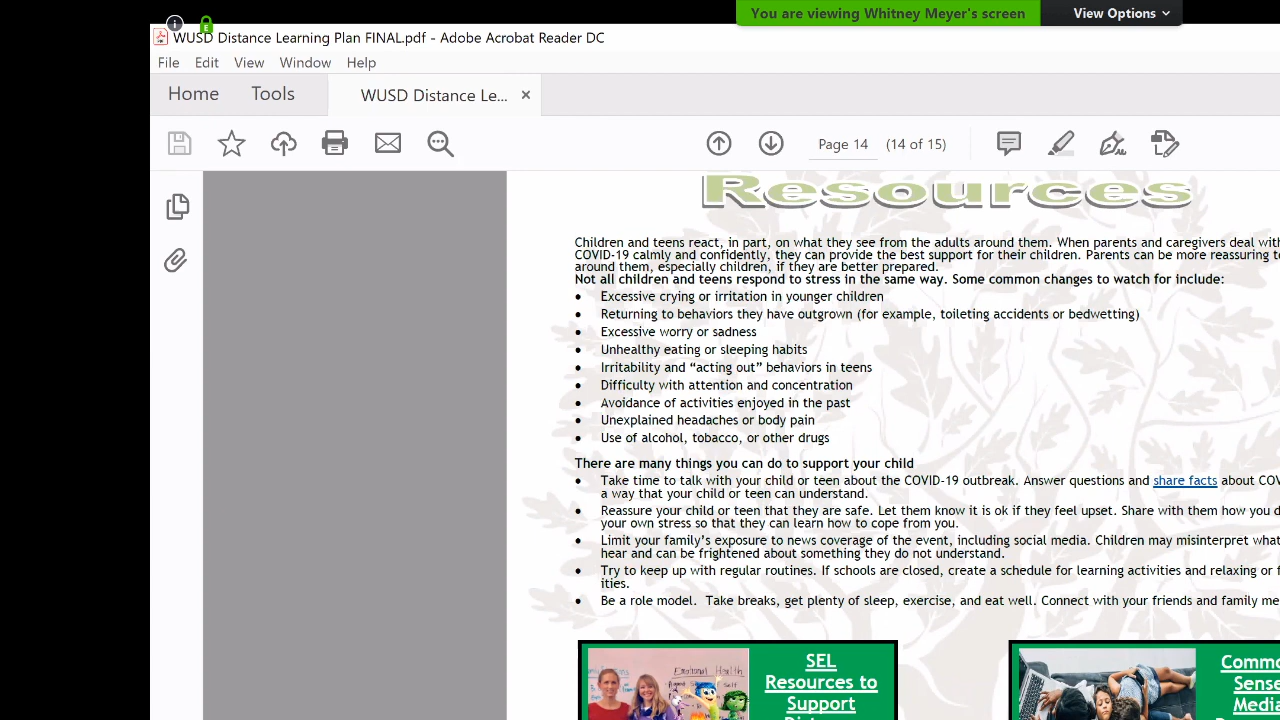 You are viewing Whitney Meyer's screen
View Options
WUSD Distance Learning Plan FINAL.pdf - Adobe Acrobat Reader DC
File Edit View Window Help
Home Tools WUSD Distance Le... ×
Page 14 (14 of 15)
Resources
Children and teens react, in part, on what they see from the adults around them. When parents and caregivers deal with
COVID-19 calmly and confidently, they can provide the best support for their children. Parents can be more reassuring to
around them, especially children, if they are better prepared.
Not all children and teens respond to stress in the same way. Some common changes to watch for include:
• Excessive crying or irritation in younger children
• Returning to behaviors they have outgrown (for example, toileting accidents or bedwetting)
• Excessive worry or sadness
• Unhealthy eating or sleeping habits
• Irritability and “acting out” behaviors in teens
• Difficulty with attention and concentration
• Avoidance of activities enjoyed in the past
• Unexplained headaches or body pain
• Use of alcohol, tobacco, or other drugs
There are many things you can do to support your child
• Take time to talk with your child or teen about the COVID-19 outbreak. Answer questions and share facts about COV
a way that your child or teen can understand.
• Reassure your child or teen that they are safe. Let them know it is ok if they feel upset. Share with them how you d
your own stress so that they can learn how to cope from you.
• Limit your family’s exposure to news coverage of the event, including social media. Children may misinterpret what
hear and can be frightened about something they do not understand.
• Try to keep up with regular routines. If schools are closed, create a schedule for learning activities and relaxing or f
ities.
• Be a role model. Take breaks, get plenty of sleep, exercise, and eat well. Connect with your friends and family me
Emotional Health
SEL
Resources to
Support
Commo
Sense
Media